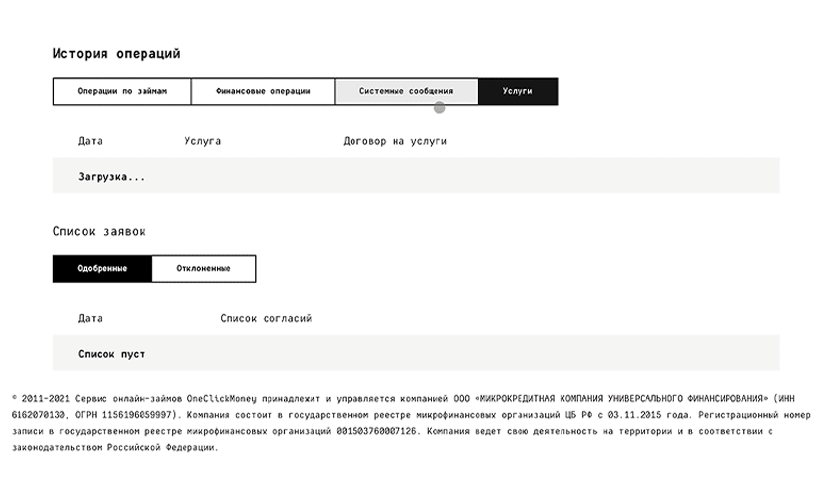 История операций
Операции по займам Финансовые операции Системные сообщения Услуги
Дата Услуга Договор на услуги
Загрузка...
Список заявок
Одобренные Отклоненные
Дата Список согласий
Список пуст
© 2011-2021 Сервис онлайн-займов OneClickMoney принадлежит и управляется компанией ООО «МИКРОКРЕДИТНАЯ КОМПАНИЯ УНИВЕРСАЛЬНОГО ФИНАНСИРОВАНИЯ» (ИНН
6162070130, ОГРН 1156196059997). Компания состоит в государственном реестре микрофинансовых организаций ЦБ РФ с 03.11.2015 года. Регистрационный номер
записи в государственном реестре микрофинансовых организаций 001503760007126. Компания ведет свою деятельность на территории и в соответствии с
законодательством Российской Федерации.